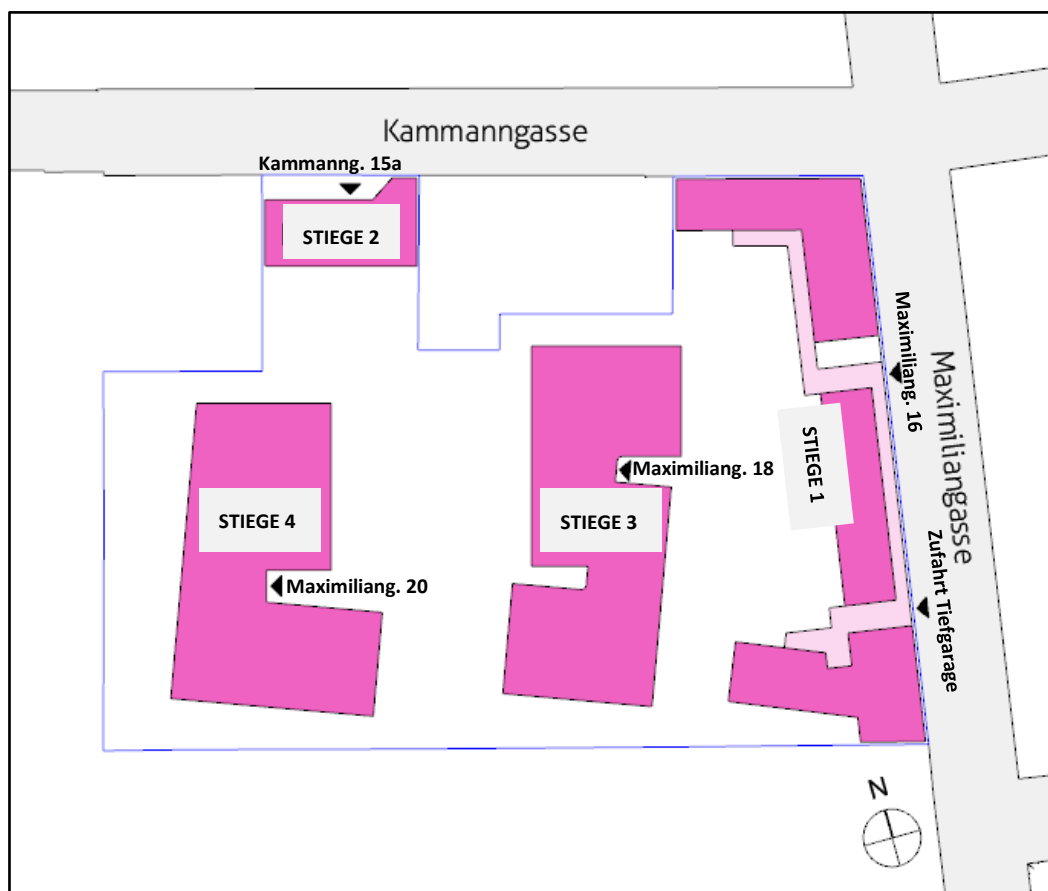 Kammanngasse
Kammanng. 15a
STIEGE 2
Maximiliang. 16
Maximiliangasse
STIEGE 1
Maximiliang. 18
STIEGE 3
STIEGE 4
Maximiliang. 20
Zufahrt Tiefgarage
N